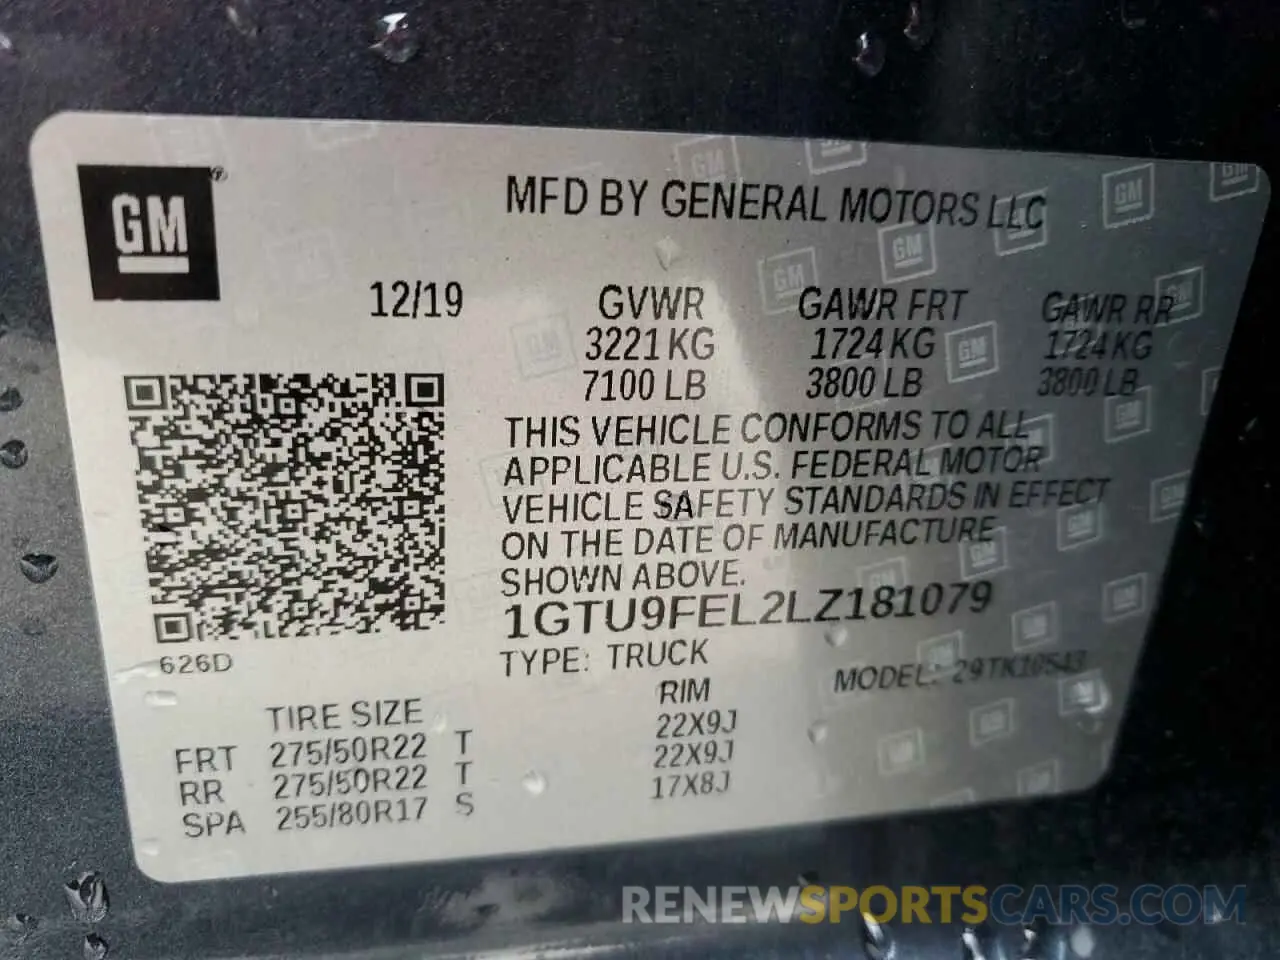 GM ®
MFD BY GENERAL MOTORS LLC
12/19 GVWR GAWR FRT GAWR RR
3221 KG 1724 KG 1724 KG
7100 LB 3800 LB 3800 LB
THIS VEHICLE CONFORMS TO ALL
APPLICABLE U.S. FEDERAL MOTOR
VEHICLE SAFETY STANDARDS IN EFFECT
ON THE DATE OF MANUFACTURE
SHOWN ABOVE.
1GTU9FEL2LZ181079
626D
TYPE: TRUCK MODEL: 29TK10543
TIRE SIZE RIM
FRT 275/50R22 T 22X9J
RR 275/50R22 T 22X9J
SPA 255/80R17 S 17X8J
RENEWSPORTSCARS.COM